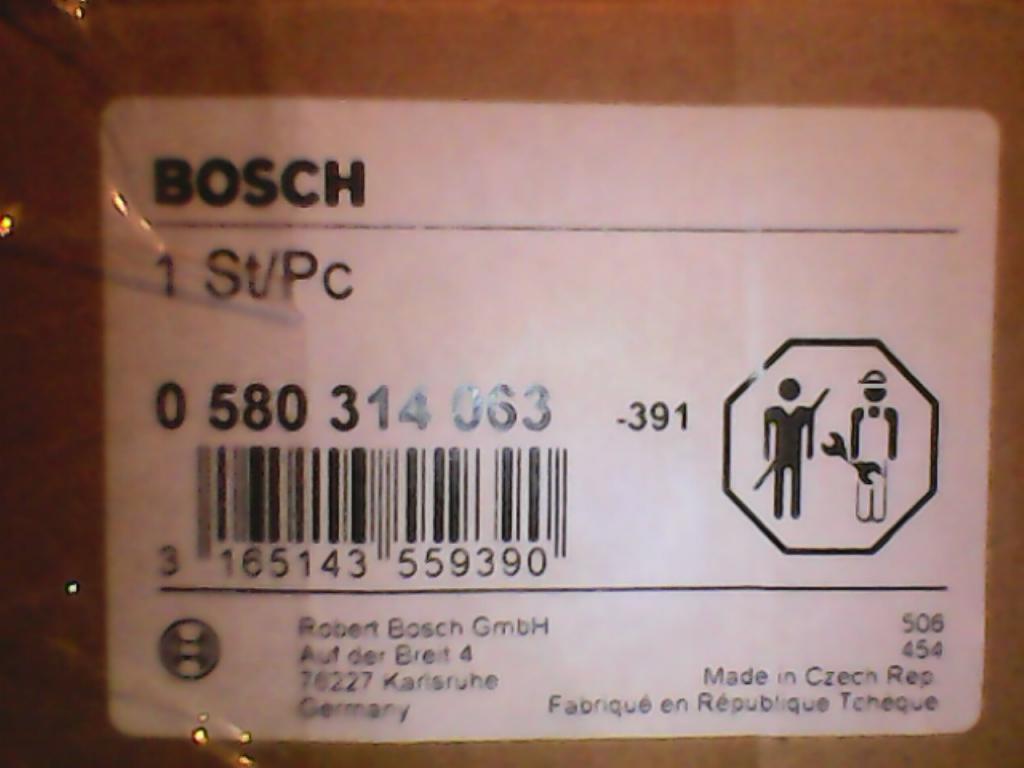 BOSCH
1 St/Pc
0 580 314 063 -391
3 165143 559390
Robert Bosch GmbH
Auf der Breit 4
76227 Karlsruhe
Germany
506
454
Made in Czech Rep.
Fabriqué en République Tcheque